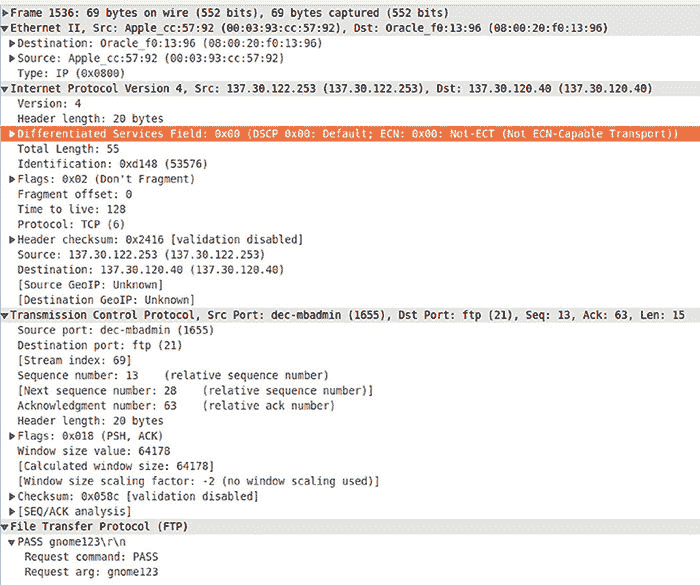 Frame 1536: 69 bytes on wire (552 bits), 69 bytes captured (552 bits)
Ethernet II, Src: Apple_cc:57:92 (00:03:93:cc:57:92), Dst: Oracle_f0:13:96 (08:00:20:f0:13:96)
Destination: Oracle_f0:13:96 (08:00:20:f0:13:96)
Source: Apple_cc:57:92 (00:03:93:cc:57:92)
Type: IP (0x0800)
Internet Protocol Version 4, Src: 137.30.122.253 (137.30.122.253), Dst: 137.30.120.40 (137.30.120.40)
Version: 4
Header length: 20 bytes
Differentiated Services Field: 0x00 (DSCP 0x00: Default; ECN: 0x00: Not-ECT (Not ECN-Capable Transport))
Total Length: 55
Identification: 0xd148 (53576)
Flags: 0x02 (Don't Fragment)
Fragment offset: 0
Time to live: 128
Protocol: TCP (6)
Header checksum: 0x2416 [validation disabled]
Source: 137.30.122.253 (137.30.122.253)
Destination: 137.30.120.40 (137.30.120.40)
[Source GeoIP: Unknown]
[Destination GeoIP: Unknown]
Transmission Control Protocol, Src Port: dec-mbadmin (1655), Dst Port: ftp (21), Seq: 13, Ack: 63, Len: 15
Source port: dec-mbadmin (1655)
Destination port: ftp (21)
[Stream index: 69]
Sequence number: 13 (relative sequence number)
[Next sequence number: 28 (relative sequence number)]
Acknowledgment number: 63 (relative ack number)
Header length: 20 bytes
Flags: 0x018 (PSH, ACK)
Window size value: 64178
[Calculated window size: 64178]
[Window size scaling factor: -2 (no window scaling used)]
Checksum: 0x058c [validation disabled]
[SEQ/ACK analysis]
File Transfer Protocol (FTP)
PASS gnome123\r\n
Request command: PASS
Request arg: gnome123